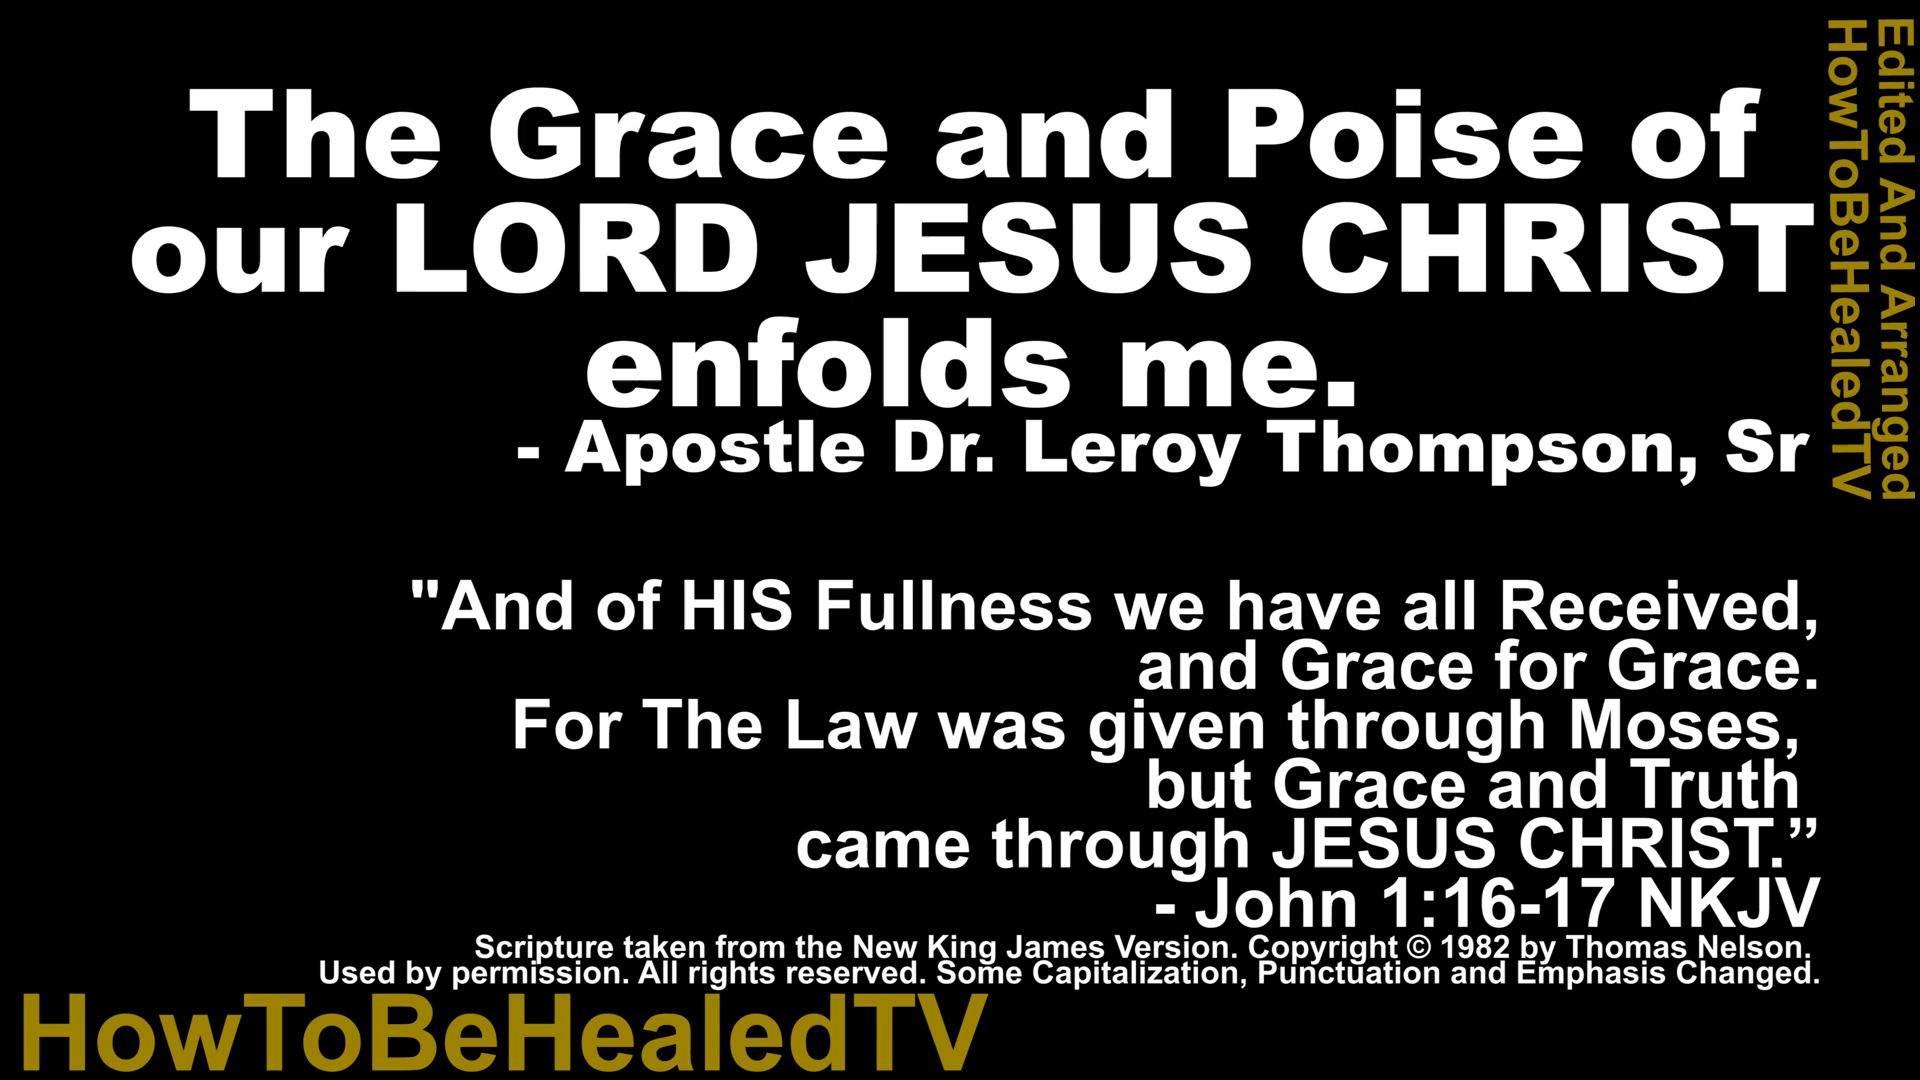 The Grace and Poise of
our LORD JESUS CHRIST
enfolds me.
- Apostle Dr. Leroy Thompson, Sr
"And of HIS Fullness we have all Received,
and Grace for Grace.
For The Law was given through Moses,
but Grace and Truth
came through JESUS CHRIST.”
- John 1:16-17 NKJV
Scripture taken from the New King James Version. Copyright © 1982 by Thomas Nelson.
Used by permission. All rights reserved. Some Capitalization, Punctuation and Emphasis Changed.
HowToBeHealedTV
Edited And Arranged
HowToBeHealedTV